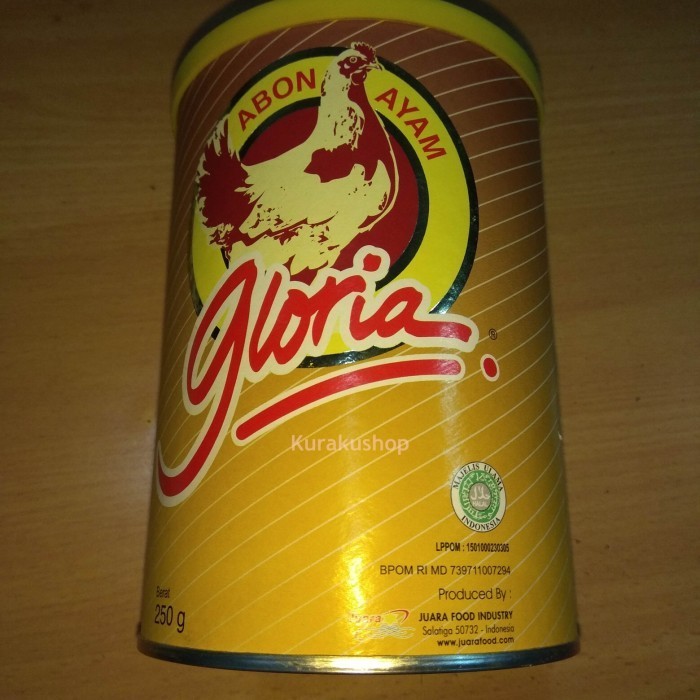 ABON AYAM
gloria
Kurakushop
MAJELIS ULAMA
INDONESIA
LPPOM : 1501000230305
BPOM RI MD 739711007294
Produced By :
Berat
250 g
JUARA FOOD INDUSTRY
Salatiga 50732 - Indonesia
www.juarafood.com